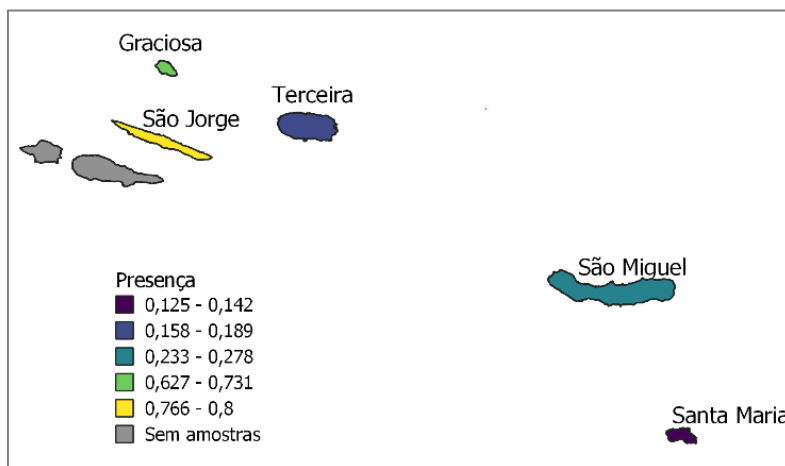 Graciosa
São Jorge
Terceira
São Miguel
Santa Maria
Presença
0,125 - 0,142
0,158 - 0,189
0,233 - 0,278
0,627 - 0,731
0,766 - 0,8
Sem amostras